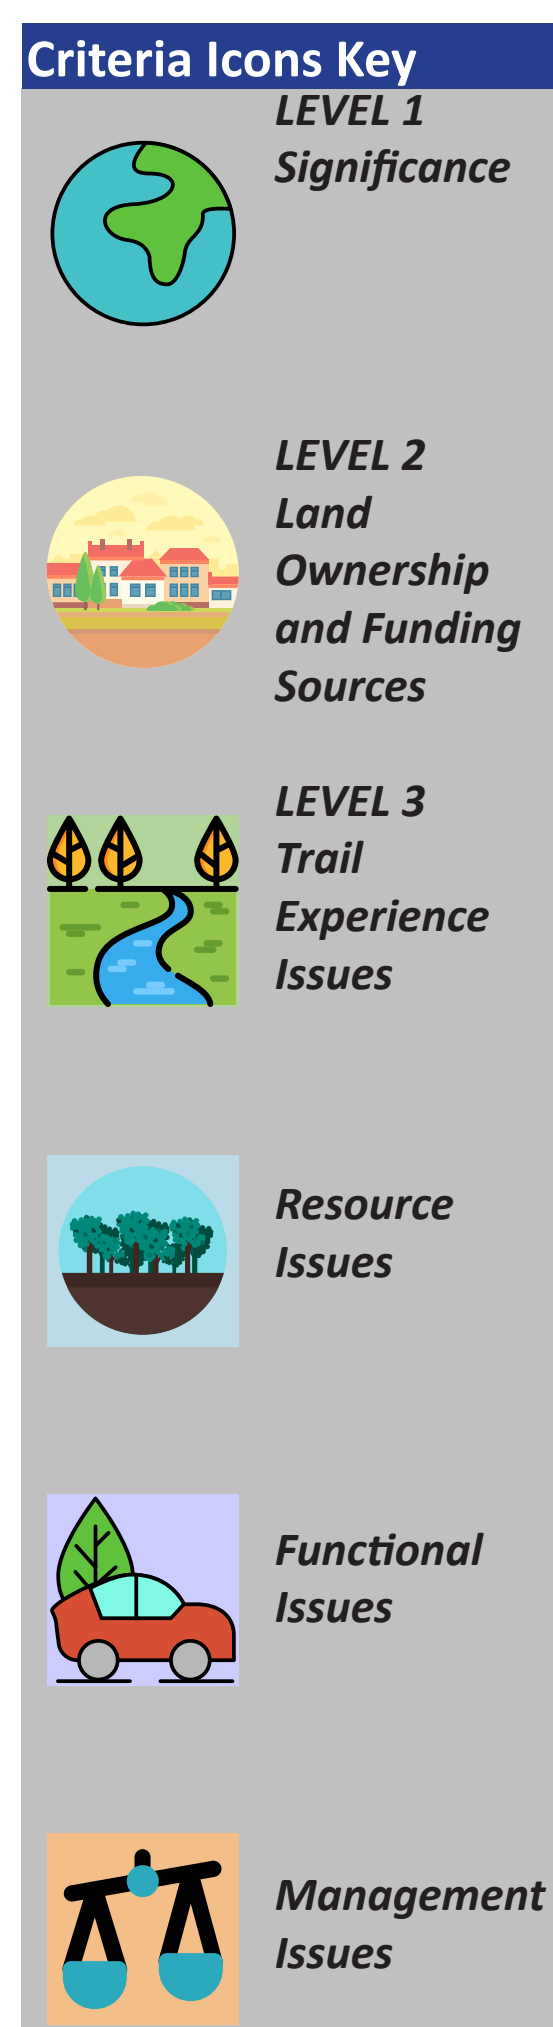 Criteria Icons Key
LEVEL 1
Significance
LEVEL 2
Land
Ownership
and Funding
Sources
LEVEL 3
Trail
Experience
Issues
Resource
Issues
Functional
Issues
Management
Issues